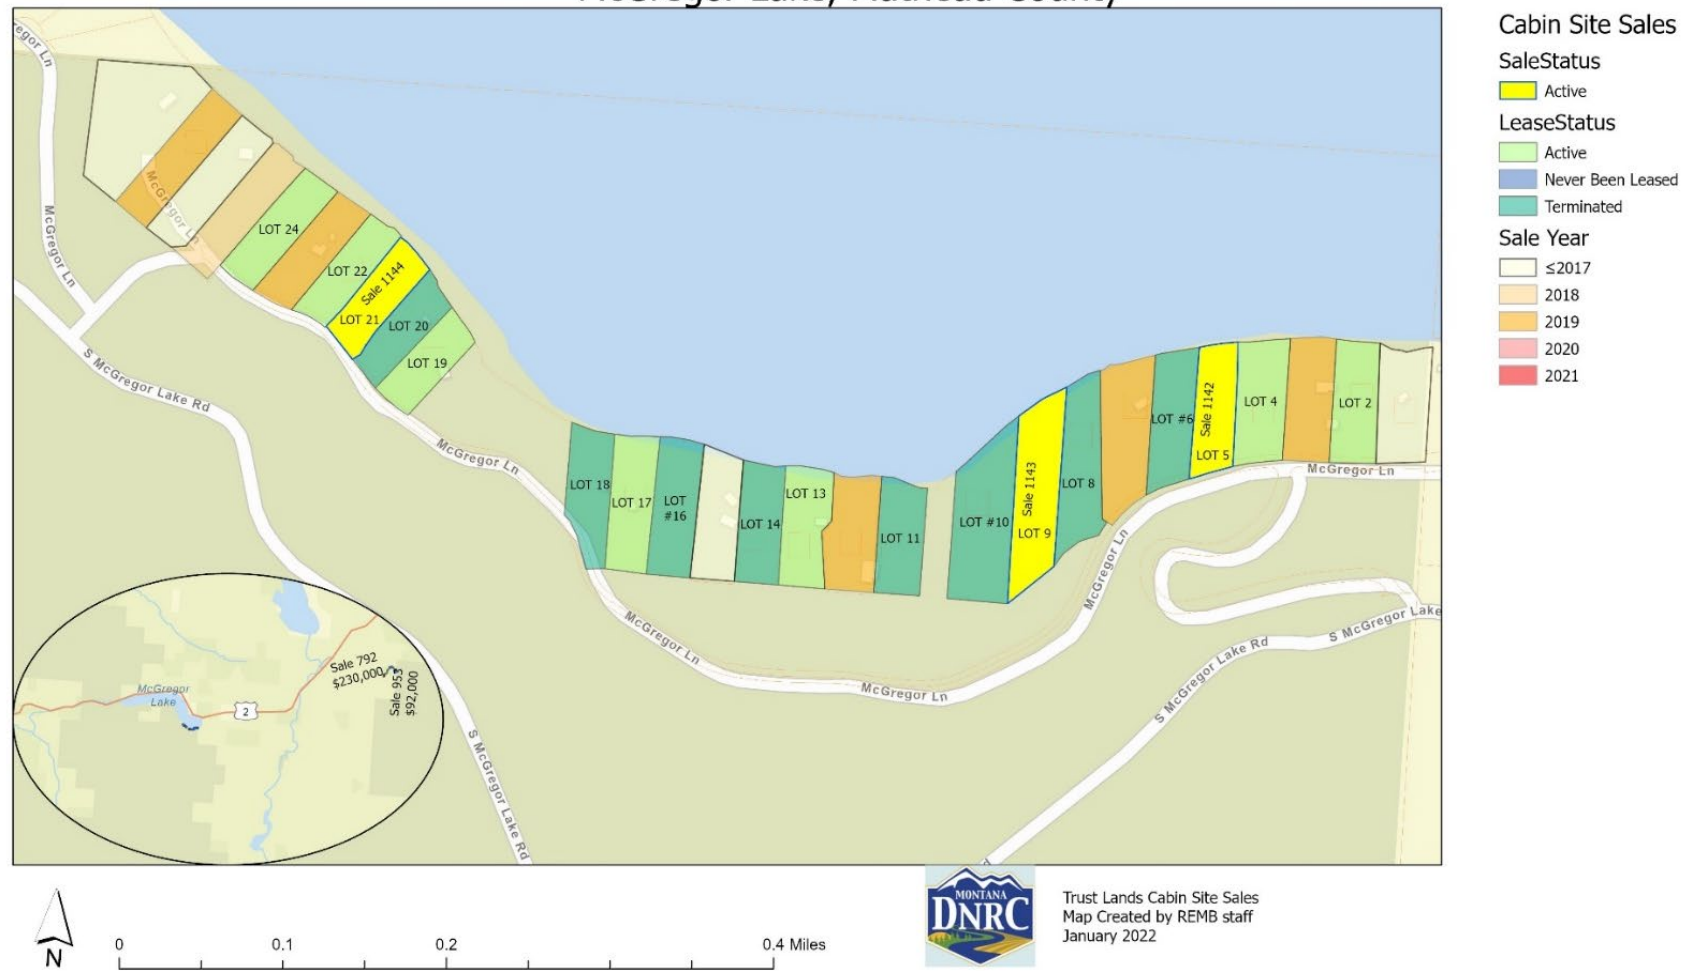 McGregor Lake, Flathead County
Cabin Site Sales
SaleStatus
Active
LeaseStatus
Active
Never Been Leased
Terminated
Sale Year
≤2017
2018
2019
2020
2021
McGregor Ln
McGregor Ln
McGregor Ln
S McGregor Lake Rd
LOT 24
LOT 22
Sale 1144
LOT 21
LOT 20
LOT 19
McGregor Ln
LOT 18
LOT 17
LOT
#16
LOT 14
LOT 13
LOT 11
LOT #10
Sale 1143
LOT 9
LOT 8
LOT #6
Sale 1142
LOT 5
LOT 4
LOT 2
McGregor Ln
McGregor Ln
McGregor Ln
McGregor Ln
S McGregor Lake Rd
S McGregor Lake
S McGregor Lake Rd
McGregor
Lake
2
Sale 792
$230,000
Sale 953
$92,000
N
0
0.1
0.2
0.4 Miles
MONTANA
DNRC
Trust Lands Cabin Site Sales
Map Created by REMB staff
January 2022